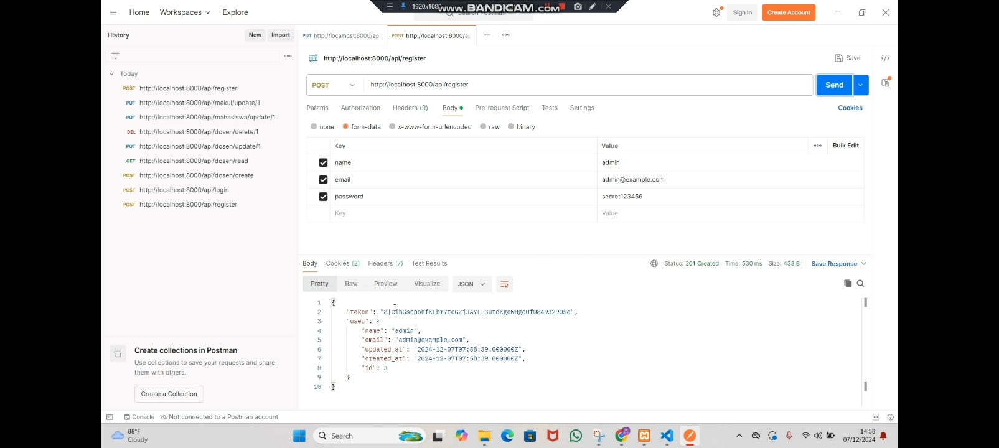 1920x1080
www.BANDICAM.com
Home Workspaces Explore
Sign In Create Account
History New Import
PUT http://localhost:8000/api
POST http://localhost:8000/ap
http://localhost:8000/api/register
Save
Today
POST http://localhost:8000/api/register
PUT http://localhost:8000/api/makul/update/1
PUT http://localhost:8000/api/mahasiswa/update/1
DEL http://localhost:8000/api/dosen/delete/1
PUT http://localhost:8000/api/dosen/update/1
GET http://localhost:8000/api/dosen/read
POST http://localhost:8000/api/dosen/create
POST http://localhost:8000/api/login
POST http://localhost:8000/api/register
POST http://localhost:8000/api/register Send
Params Authorization Headers (9) Body Pre-request Script Tests Settings Cookies
none form-data x-www-form-urlencoded raw binary
Key Value Bulk Edit
name admin
email admin@example.com
password secret123456
Key Value
Body Cookies (2) Headers (7) Test Results Status: 201 Created Time: 530 ms Size: 433 B Save Response
Pretty Raw Preview Visualize JSON
1 {
2 "token": "8|CihGscpohfKLbr7teGZjJAYLL3utdKgeWHgeUfU84932905e",
3 "user": {
4 "name": "admin",
5 "email": "admin@example.com",
6 "updated_at": "2024-12-07T07:58:39.000000Z",
7 "created_at": "2024-12-07T07:58:39.000000Z",
8 "id": 3
9 }
10 }
Create collections in Postman
Use collections to save your requests and share
them with others.
Create a Collection
Console Not connected to a Postman account
88°F
Cloudy
Search
14:58
07/12/2024